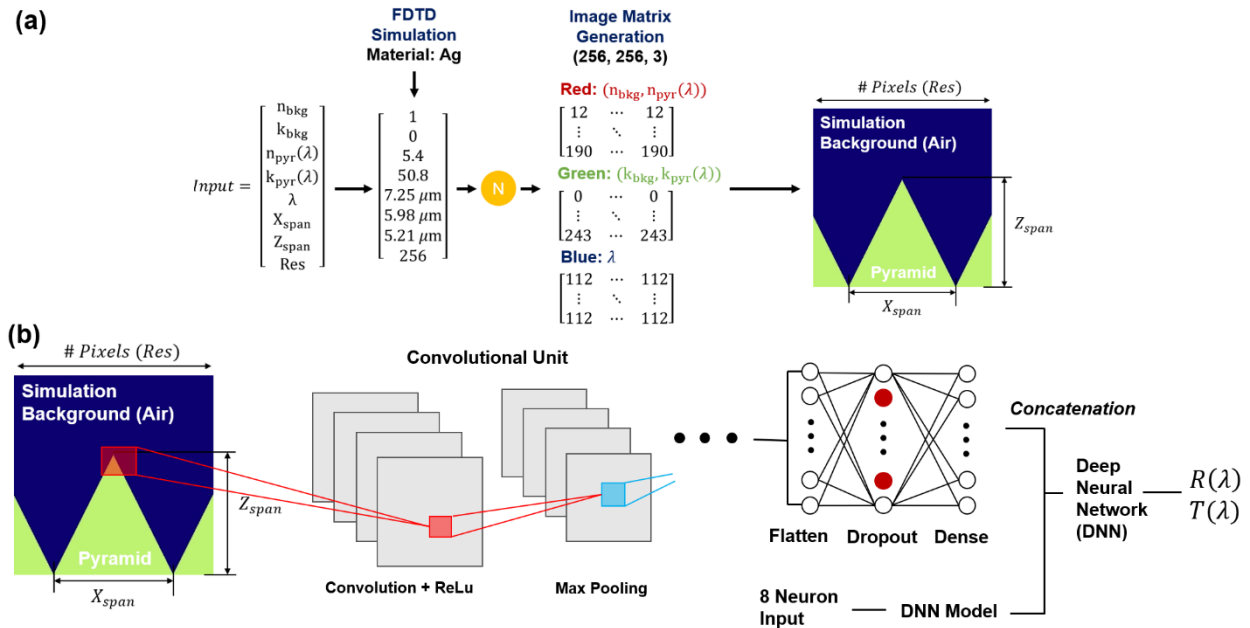 (a)
FDTD
Simulation
Material: Ag
Image Matrix
Generation
(256, 256, 3)
Input =
n_bkg
k_bkg
n_pyr(λ)
k_pyr(λ)
λ
X_span
Z_span
Res
1
0
5.4
50.8
7.25 μm
5.98 μm
5.21 μm
256
N
Red: (n_bkg, n_pyr(λ))
12 ⋯ 12
⋮ ⋱ ⋮
190 ⋯ 190
Green: (k_bkg, k_pyr(λ))
0 ⋯ 0
⋮ ⋱ ⋮
243 ⋯ 243
Blue: λ
112 ⋯ 112
⋮ ⋱ ⋮
112 ⋯ 112
# Pixels (Res)
Simulation
Background (Air)
Z_span
Pyramid
X_span
(b)
# Pixels (Res)
Simulation
Background (Air)
Z_span
Pyramid
X_span
Convolutional Unit
Convolution + ReLu
Max Pooling
Flatten
Dropout
Dense
Concatenation
8 Neuron
Input
DNN Model
Deep
Neural
Network
(DNN)
R(λ)
T(λ)